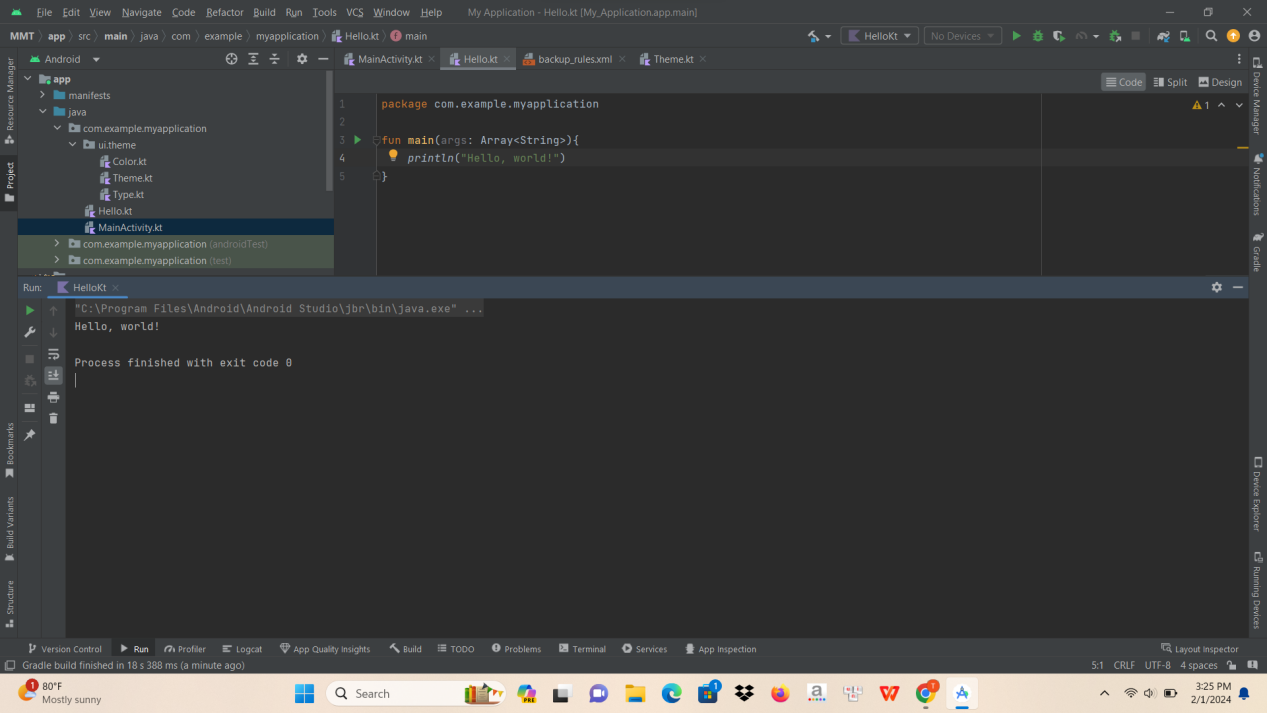 File Edit View Navigate Code Refactor Build Run Tools VCS Window Help My Application - Hello.kt [My_Application.app.main]
MMT app src main java com example myapplication Hello.kt main HelloKt No Devices
Android MainActivity.kt Hello.kt backup_rules.xml Theme.kt
Code Split Design
Resource Manager
Project
Bookmarks
Build Variants
Structure
app
manifests
java
com.example.myapplication
ui.theme
Color.kt
Theme.kt
Type.kt
Hello.kt
MainActivity.kt
com.example.myapplication (androidTest)
com.example.myapplication (test)
1 package com.example.myapplication
2
3 fun main(args: Array<String>){
4 println("Hello, world!")
5 }
1
Device Manager
Notifications
Gradle
Device Explorer
Running Devices
Run: HelloKt
"C:\Program Files\Android\Android Studio\jbr\bin\java.exe" ...
Hello, world!
Process finished with exit code 0
Version Control Run Profiler Logcat App Quality Insights Build TODO Problems Terminal Services App Inspection Layout Inspector
Gradle build finished in 18 s 388 ms (a minute ago) 5:1 CRLF UTF-8 4 spaces
1 80°F
Mostly sunny
Search
PRE
1
a
T
3:25 PM
2/1/2024